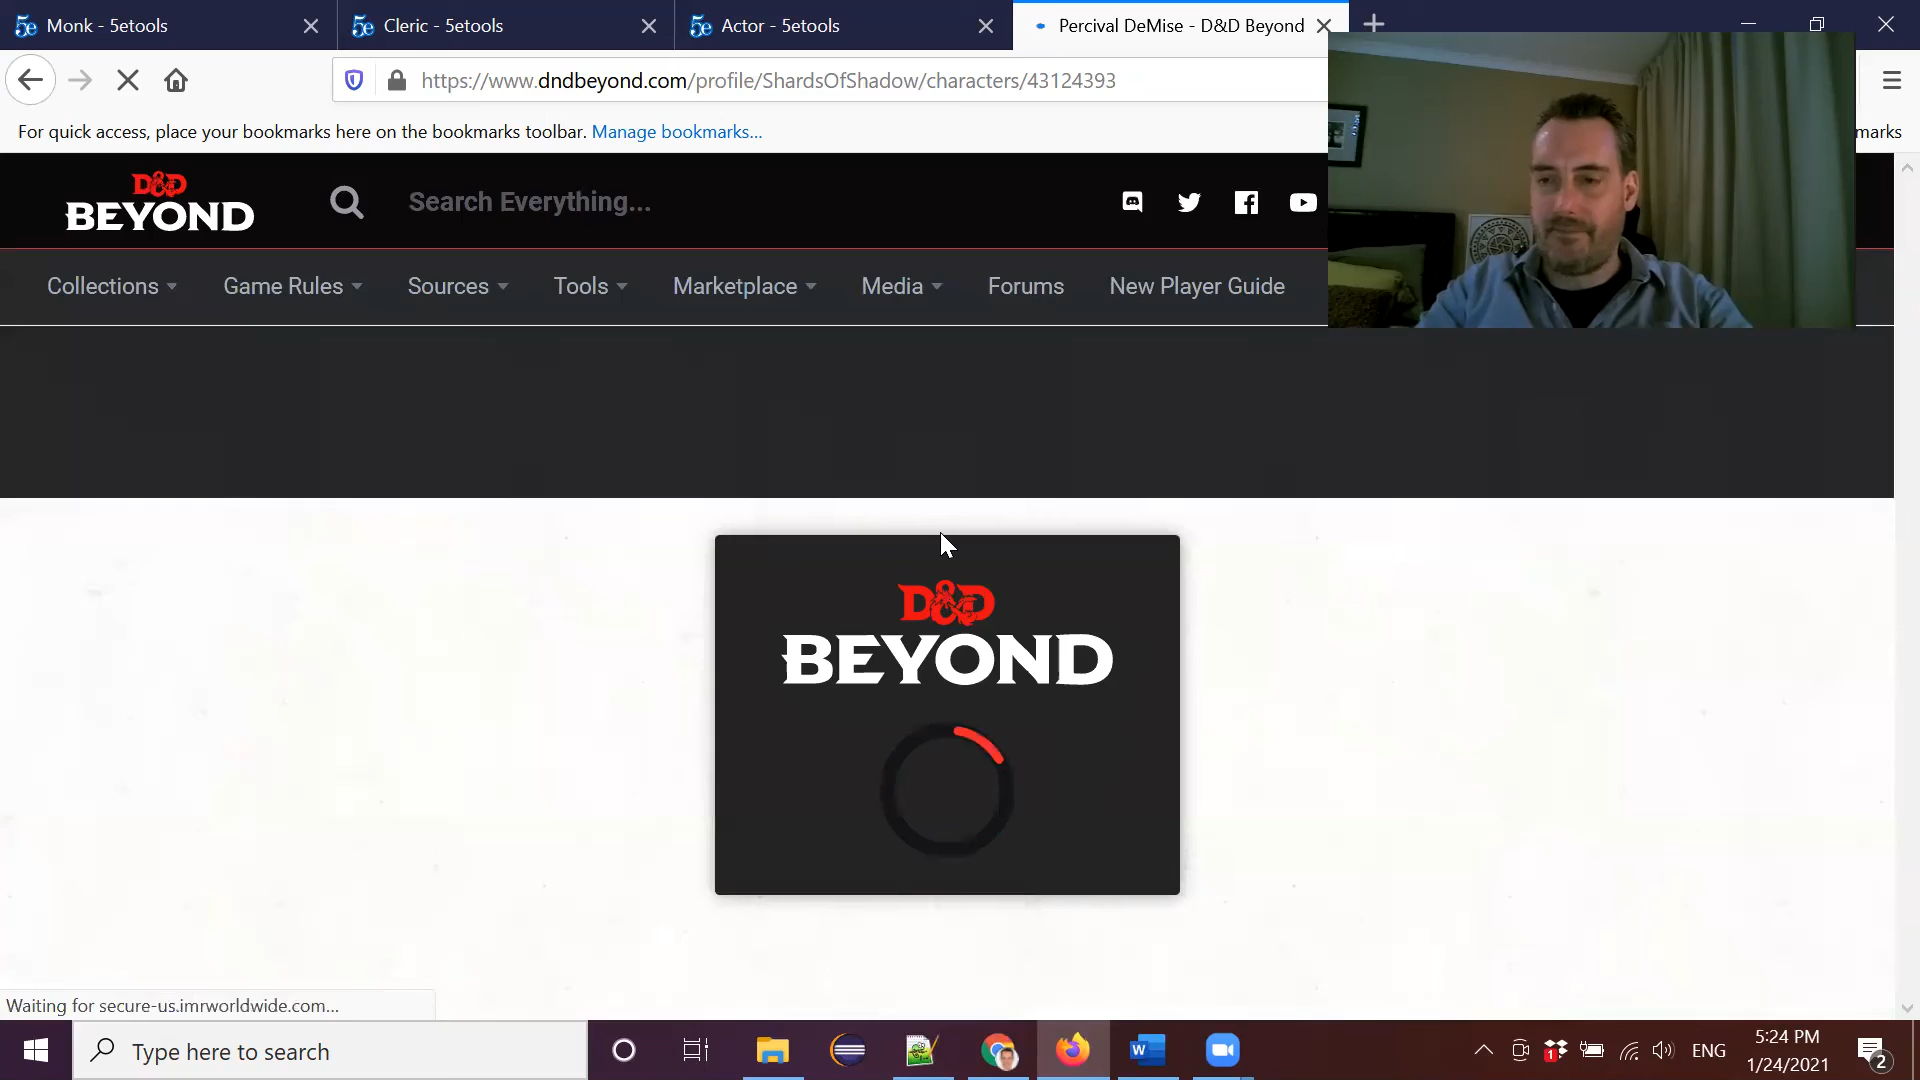 Monk - 5etools
Cleric - 5etools
Actor - 5etools
Percival DeMise - D&D Beyond
https://www.dndbeyond.com/profile/ShardsOfShadow/characters/43124393
For quick access, place your bookmarks here on the bookmarks toolbar. Manage bookmarks...
marks
D&D
BEYOND
Search Everything...
Collections
Game Rules
Sources
Tools
Marketplace
Media
Forums
New Player Guide
D&D
BEYOND
Waiting for secure-us.imrworldwide.com...
Type here to search
ENG
5:24 PM
1/24/2021
2